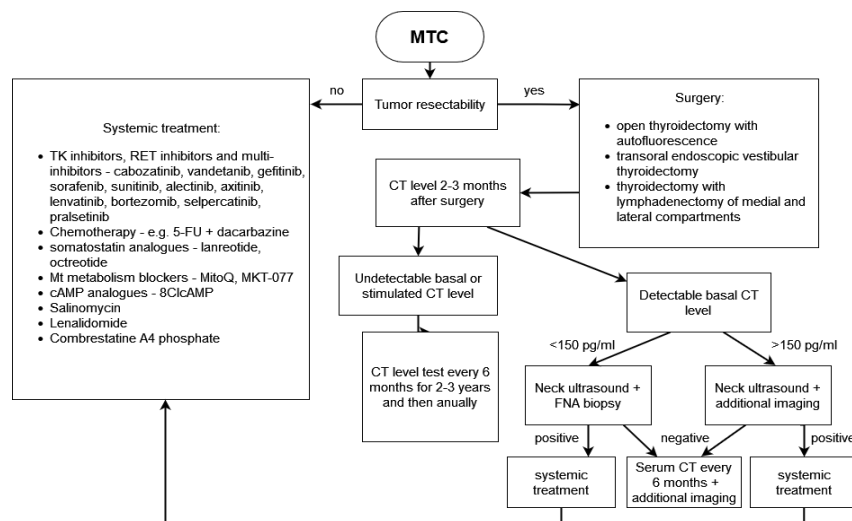 MTC
no
Tumor resectability
yes
Systemic treatment:
• TK inhibitors, RET inhibitors and multi-
inhibitors - cabozatinib, vandetanib, gefitinib,
sorafenib, sunitinib, alectinib, axitinib,
lenvatinib, bortezomib, selpercatinib,
pralsetinib
• Chemotherapy - e.g. 5-FU + dacarbazine
• somatostatin analogues - lanreotide,
octreotide
• Mt metabolism blockers - MitoQ, MKT-077
• cAMP analogues - 8ClcAMP
• Salinomycin
• Lenalidomide
• Combrestatine A4 phosphate
Surgery:
• open thyroidectomy with
autofluorescence
• transoral endoscopic vestibular
thyroidectomy
• thyroidectomy with
lymphadenectomy of medial and
lateral compartments
CT level 2-3 months
after surgery
Undetectable basal or
stimulated CT level
Detectable basal CT
level
CT level test every 6
months for 2-3 years
and then anually
<150 pg/ml
>150 pg/ml
Neck ultrasound +
FNA biopsy
Neck ultrasound +
additional imaging
positive
negative
positive
systemic
treatment
Serum CT every
6 months +
additional imaging
systemic
treatment